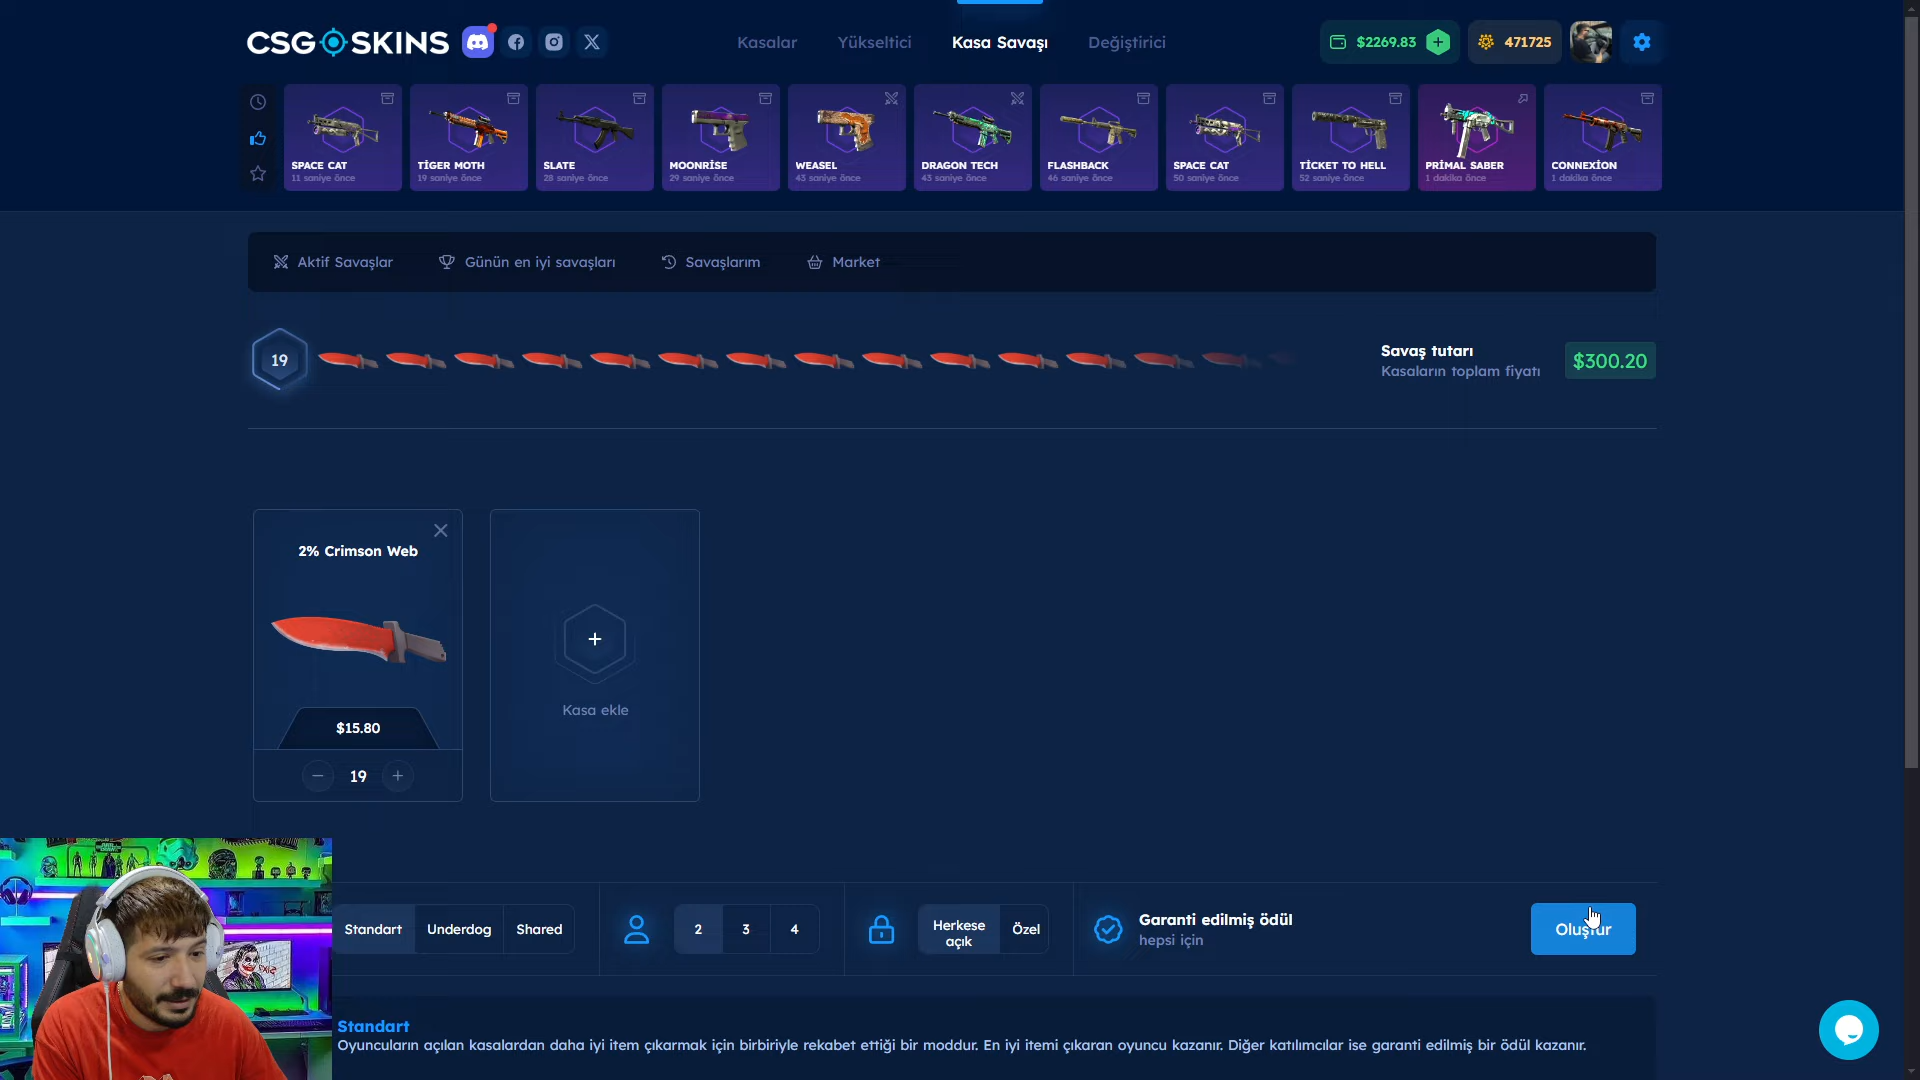 CSGOSKINS
Kasalar
Yükseltici
Kasa Savaşı
Değiştirici
$2269.83
471725
SPACE CAT
11 saniye önce
TİGER MOTH
19 saniye önce
SLATE
28 saniye önce
MOONRİSE
29 saniye önce
WEASEL
43 saniye önce
DRAGON TECH
43 saniye önce
FLASHBACK
46 saniye önce
SPACE CAT
50 saniye önce
TİCKET TO HELL
52 saniye önce
PRİMAL SABER
1 dakika önce
CONNEXİON
1 dakika önce
Aktif Savaşlar
Günün en iyi savaşları
Savaşlarım
Market
19
Savaş tutarı
Kasaların toplam fiyatı
$300.20
2% Crimson Web
$15.80
− 19 +
+
Kasa ekle
Standart
Underdog
Shared
2
3
4
Herkese
açık
Özel
Garanti edilmiş ödül
hepsi için
Oluştur
Standart
Oyuncuların açılan kasalardan daha iyi item çıkarmak için birbiriyle rekabet ettiği bir moddur. En iyi itemi çıkaran oyuncu kazanır. Diğer katılımcılar ise garanti edilmiş bir ödül kazanır.